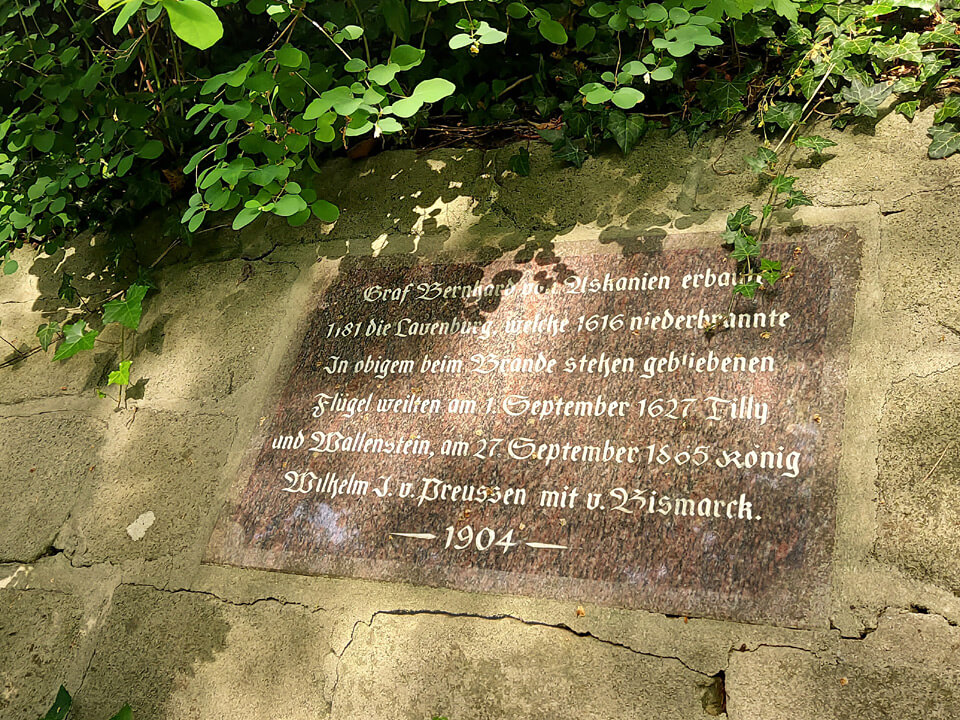 Graf Bernhard von Askanien erbaute
1181 die Lauenburg, welche 1616 niederbrannte
In obigem beim Brande stehen gebliebenen
Flügel weilten am 1. September 1627 Tilly
und Wallenstein, am 27 September 1865 König
Wilhelm I. v. Preussen mit v. Bismarck.
— 1904 —